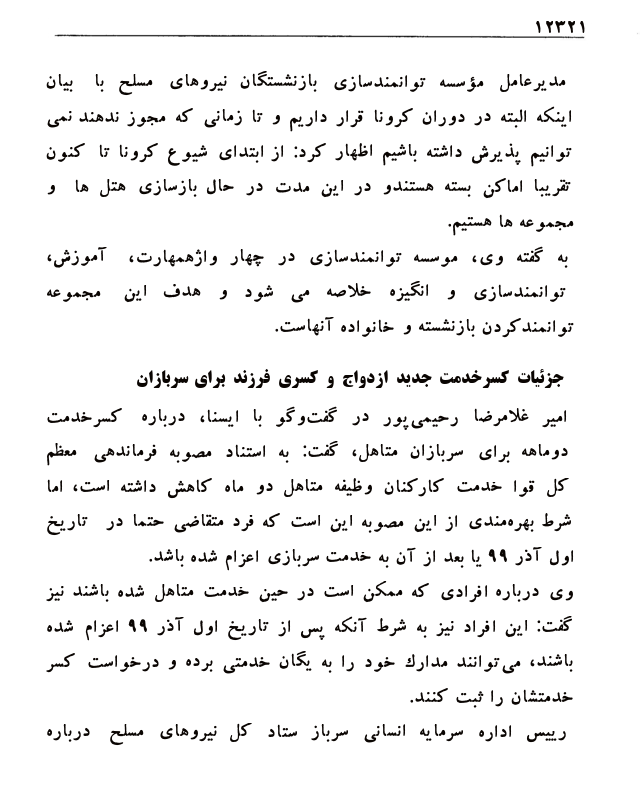 ۱۲۳۲۱
مدیرعامل مؤسسه توانمندسازی بازنشستگان نیروهای مسلح با بیان
اینکه البته در دوران کرونا قرار داریم و تا زمانی که مجوز ندهند نمی
توانیم پذیرش داشته باشیم اظهار کرد: از ابتدای شیوع کرونا تا کنون
تقریبا اماکن بسته هستندو در این مدت در حال بازسازی هتل ها و
مجموعه ها هستیم.
به گفته وی، موسسه توانمندسازی در چهار واژهمهارت، آموزش،
توانمندسازی و انگیزه خلاصه می شود و هدف این مجموعه
توانمندکردن بازنشسته و خانواده آنهاست.
جزئیات کسرخدمت جدید ازدواج و کسری فرزند برای سربازان
امیر غلامرضا رحیمی‌پور در گفت‌وگو با ایسنا، درباره کسرخدمت
دوماهه برای سربازان متاهل، گفت: به استناد مصوبه فرماندهی معظم
کل قوا خدمت کارکنان وظیفه متاهل دو ماه کاهش داشته است، اما
شرط بهره‌مندی از این مصوبه این است که فرد متقاضی حتما در تاریخ
اول آذر ۹۹ یا بعد از آن به خدمت سربازی اعزام شده باشد.
وی درباره افرادی که ممکن است در حین خدمت متاهل شده باشند نیز
گفت: این افراد نیز به شرط آنکه پس از تاریخ اول آذر ۹۹ اعزام شده
باشند، می‌توانند مدارك خود را به یگان خدمتی برده و درخواست کسر
خدمتشان را ثبت کنند.
رییس اداره سرمایه انسانی سرباز ستاد کل نیروهای مسلح درباره